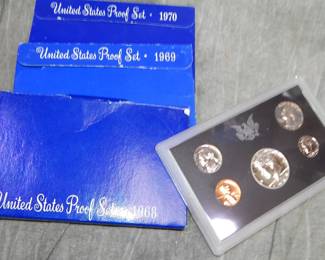 United States Proof Set · 1970
United States Proof Set · 1969
United States Proof Set · 1968